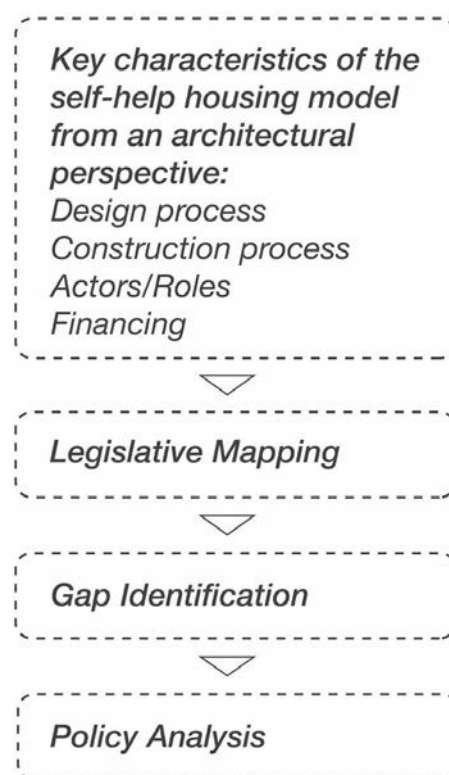 Key characteristics of the
self-help housing model
from an architectural
perspective:
Design process
Construction process
Actors/Roles
Financing
Legislative Mapping
Gap Identification
Policy Analysis